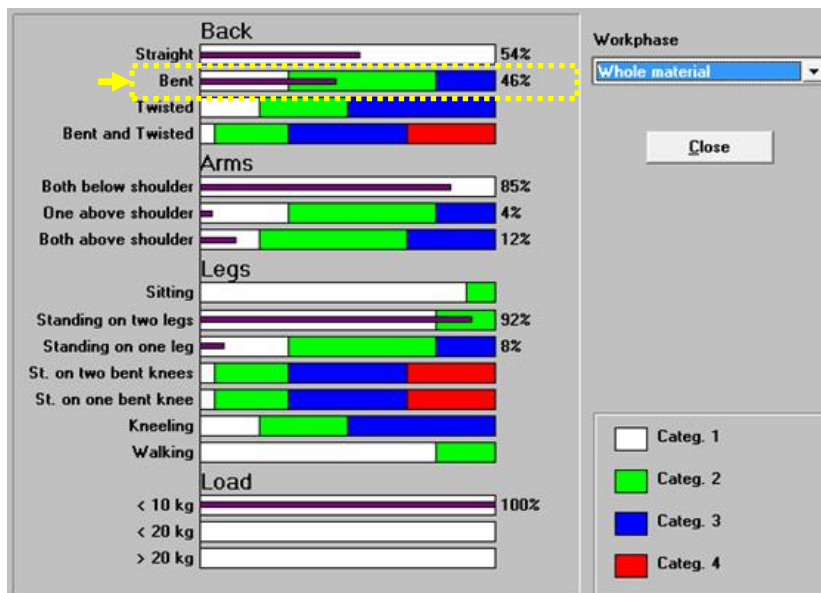 Back
Straight 54%
Bent 46%
Twisted
Bent and Twisted
Arms
Both below shoulder 85%
One above shoulder 4%
Both above shoulder 12%
Legs
Sitting
Standing on two legs 92%
Standing on one leg 8%
St. on two bent knees
St. on one bent knee
Kneeling
Walking
Load
< 10 kg 100%
< 20 kg
> 20 kg
Workphase
Whole material
Close
Categ. 1
Categ. 2
Categ. 3
Categ. 4